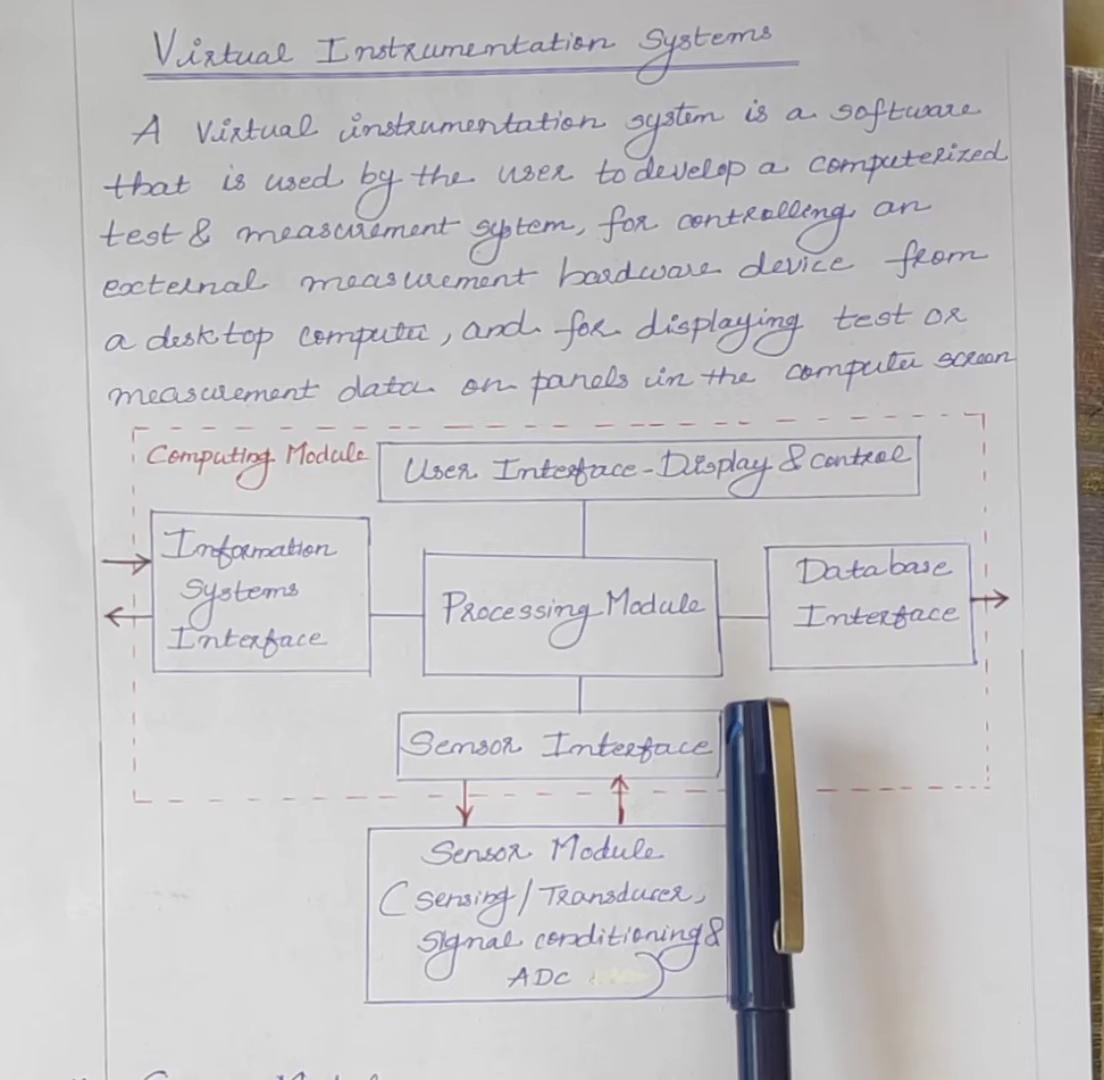 Virtual Instrumentation Systems
A Virtual instrumentation system is a software
that is used by the user to develop a computerized
test & measurement system, for controlling an
external measurement hardware device from
a desktop computer, and for displaying test or
measurement data on panels in the computer screen
Computing Module
User Interface - Display & control
Information
Systems
Interface
Processing Module
Database
Interface
Sensor Interface
Sensor Module
( Sensing / Transducer,
Signal conditioning &
ADC )